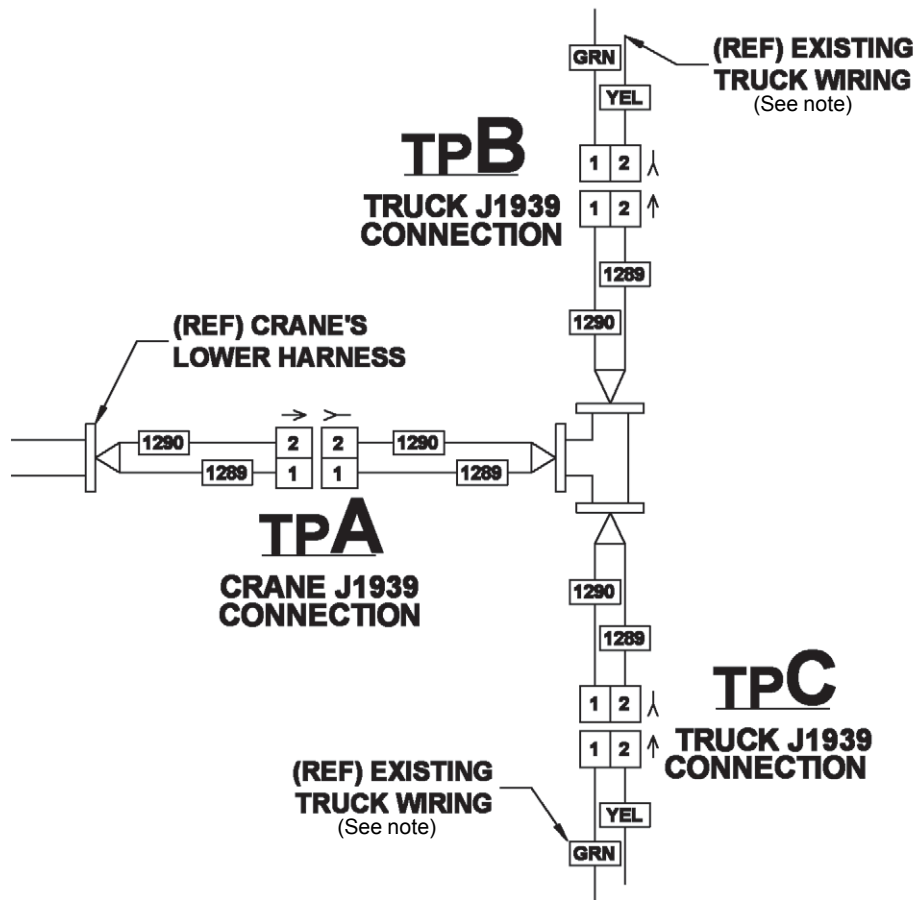 GRN
(REF) EXISTING
TRUCK WIRING
(See note)
YEL
TPB
TRUCK J1939
CONNECTION
1 2
1 2
1289
1290
(REF) CRANE'S
LOWER HARNESS
1290
1289
2
1
2
1
1290
1289
TPA
CRANE J1939
CONNECTION
1290
1289
1 2
1 2
TPC
TRUCK J1939
CONNECTION
(REF) EXISTING
TRUCK WIRING
(See note)
YEL
GRN